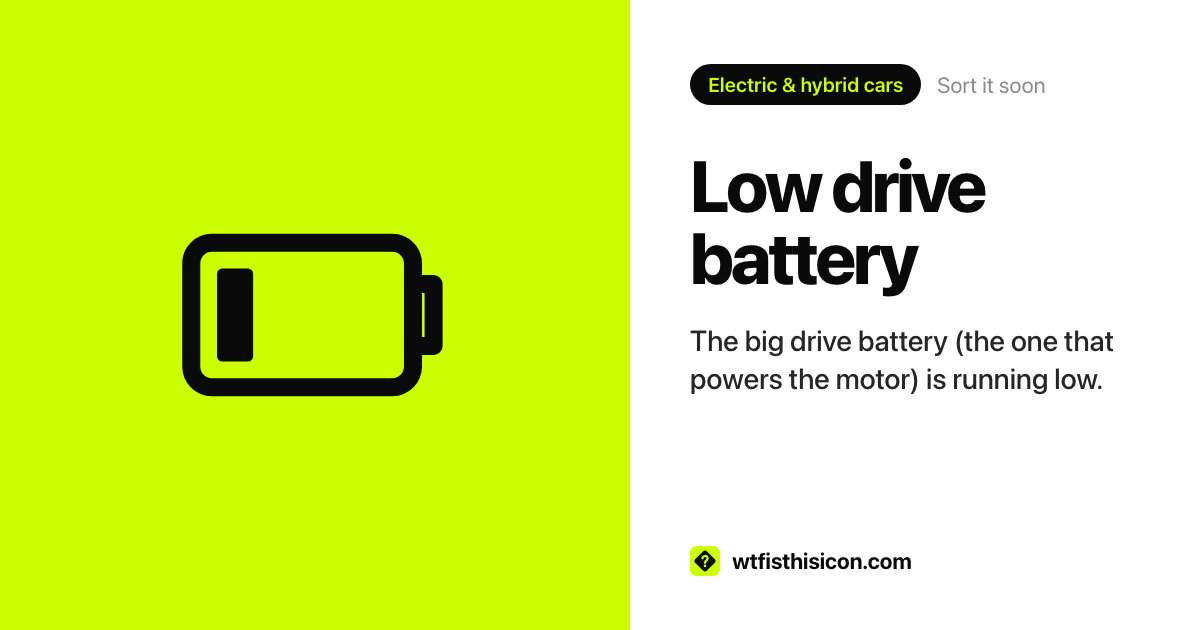 Electric & hybrid cars
Sort it soon
Low drive
battery
The big drive battery (the one that
powers the motor) is running low.
?
wtfisthisicon.com